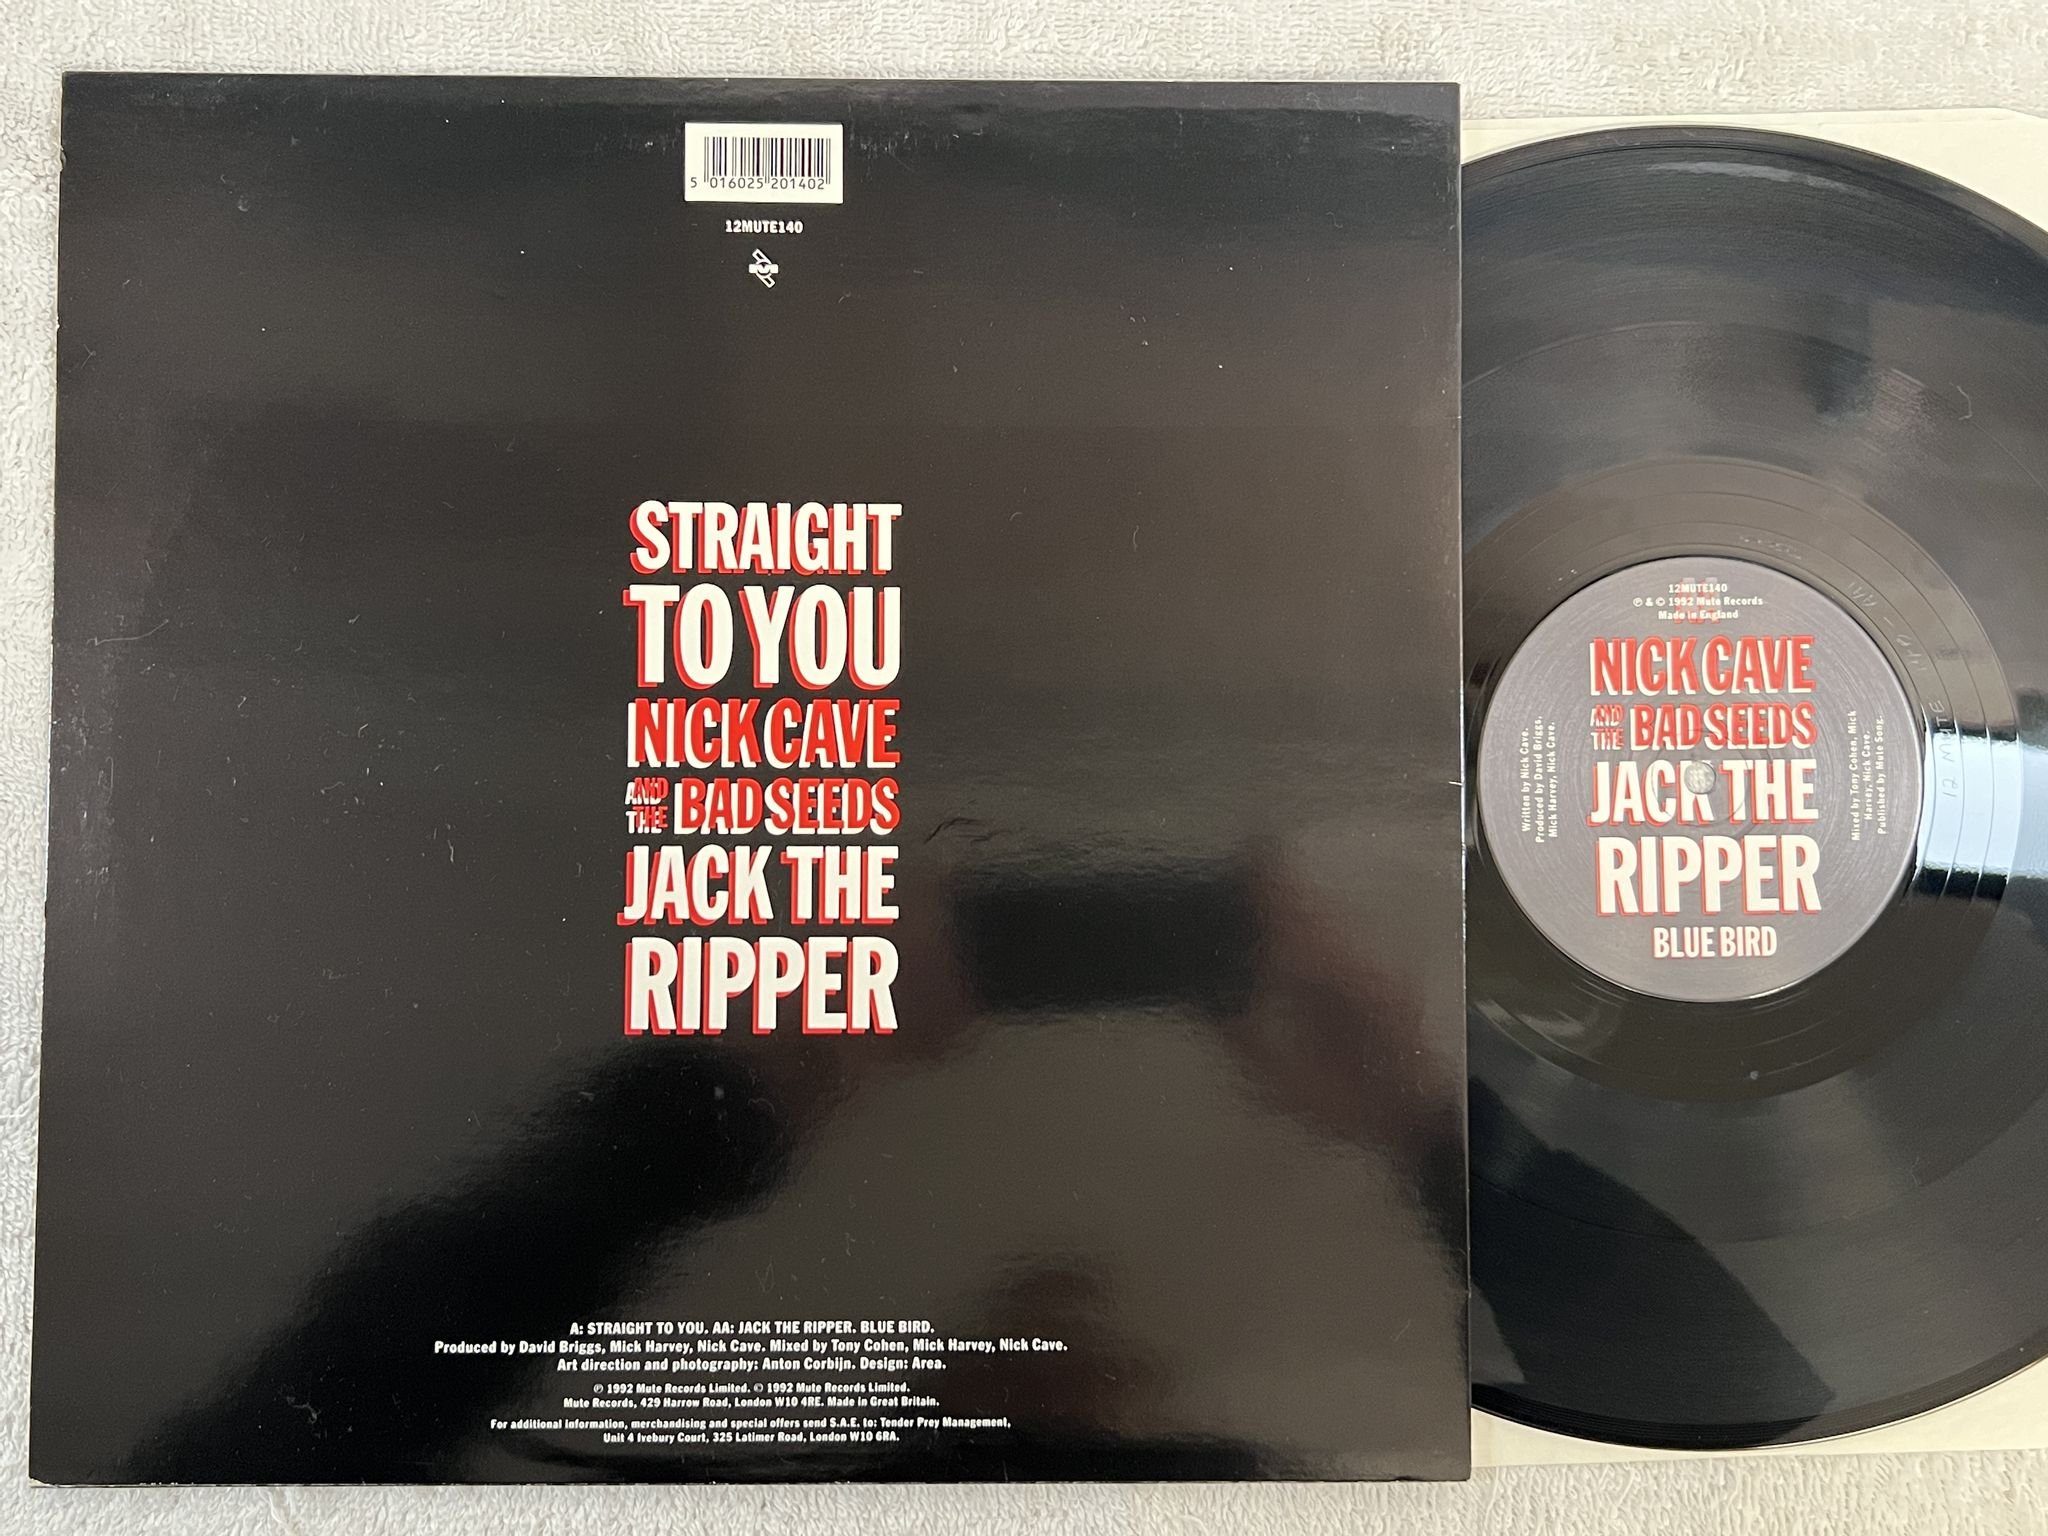 5 016025 201402
12MUTE140
STRAIGHT
TO YOU
NICK CAVE
AND THE BAD SEEDS
JACK THE
RIPPER
A: STRAIGHT TO YOU. AA: JACK THE RIPPER. BLUE BIRD.
Produced by David Briggs, Mick Harvey, Nick Cave. Mixed by Tony Cohen, Mick Harvey, Nick Cave.
Art direction and photography: Anton Corbijn. Design: Area.
℗ 1992 Mute Records Limited. © 1992 Mute Records Limited.
Mute Records, 429 Harrow Road, London W10 4RE. Made in Great Britain.
For additional information, merchandising and special offers send S.A.E. to: Tender Prey Management,
Unit 4 Ivebury Court, 325 Latimer Road, London W10 6RA.
12MUTE140
℗ & © 1992 Mute Records
Made in England
NICK CAVE
AND THE BAD SEEDS
JACK THE
RIPPER
BLUE BIRD
Written by Nick Cave.
Produced by David Briggs,
Mick Harvey, Nick Cave.
Mixed by Tony Cohen, Mick
Harvey, Nick Cave.
Published by Mute Song.
12 MUTE